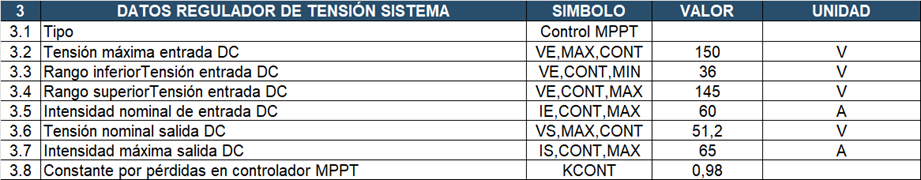 3 DATOS REGULADOR DE TENSIÓN SISTEMA SIMBOLO VALOR UNIDAD
3.1 Tipo Control MPPT
3.2 Tensión máxima entrada DC VE,MAX,CONT 150 V
3.3 Rango inferiorTensión entrada DC VE,CONT,MIN 36 V
3.4 Rango superiorTensión entrada DC VE,CONT,MAX 145 V
3.5 Intensidad nominal de entrada DC IE,CONT,MAX 60 A
3.6 Tensión nominal salida DC VS,MAX,CONT 51,2 V
3.7 Intensidad máxima salida DC IS,CONT,MAX 65 A
3.8 Constante por pérdidas en controlador MPPT KCONT 0,98